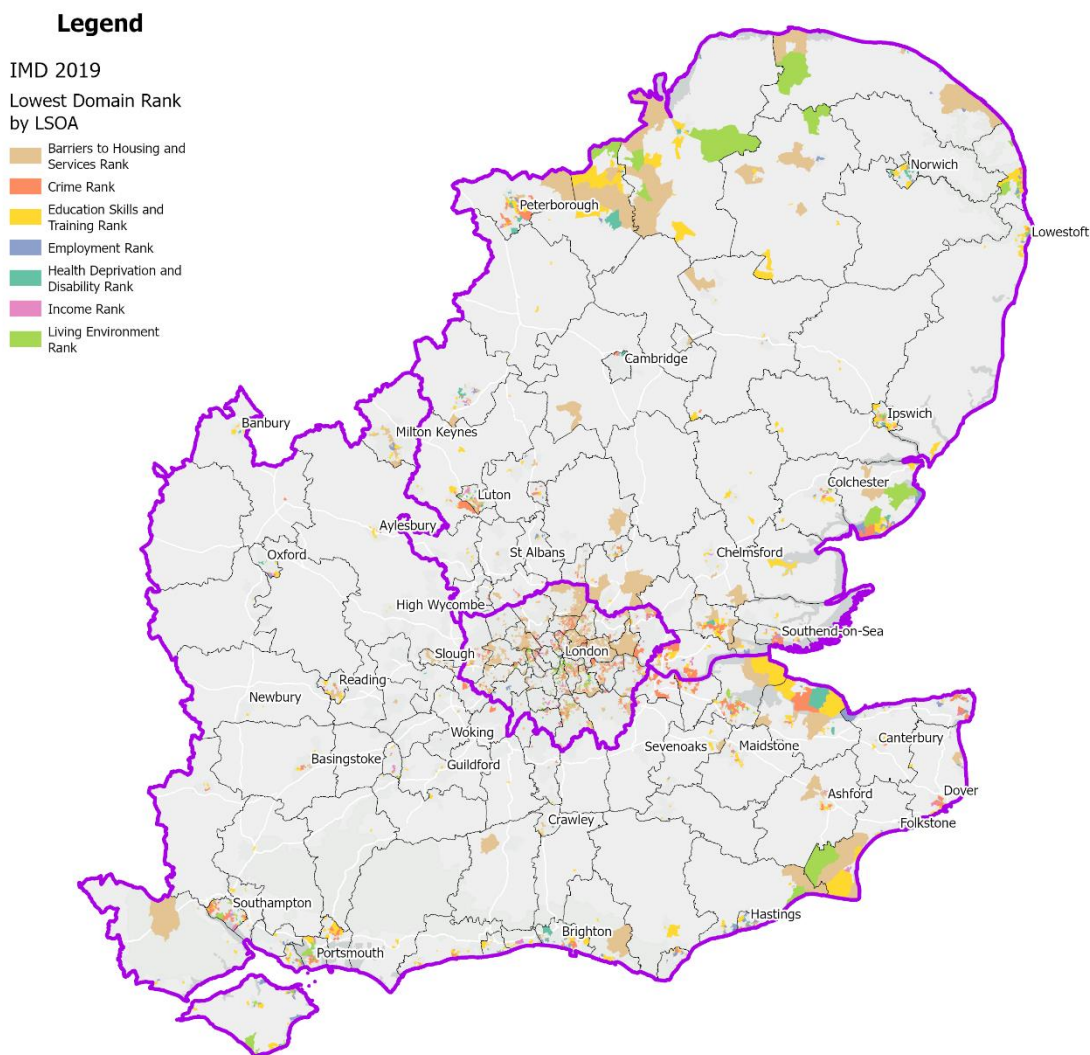 Legend
IMD 2019
Lowest Domain Rank
by LSOA
Barriers to Housing and
Services Rank
Crime Rank
Education Skills and
Training Rank
Employment Rank
Health Deprivation and
Disability Rank
Income Rank
Living Environment
Rank
Norwich
Peterborough
Lowestoft
Cambridge
Ipswich
Banbury
Milton Keynes
Colchester
Luton
Aylesbury
Oxford
St Albans
Chelmsford
High Wycombe
Southend-on-Sea
Slough
London
Reading
Newbury
Woking
Sevenoaks
Maidstone
Canterbury
Basingstoke
Guildford
Ashford
Dover
Crawley
Folkstone
Southampton
Hastings
Brighton
Portsmouth